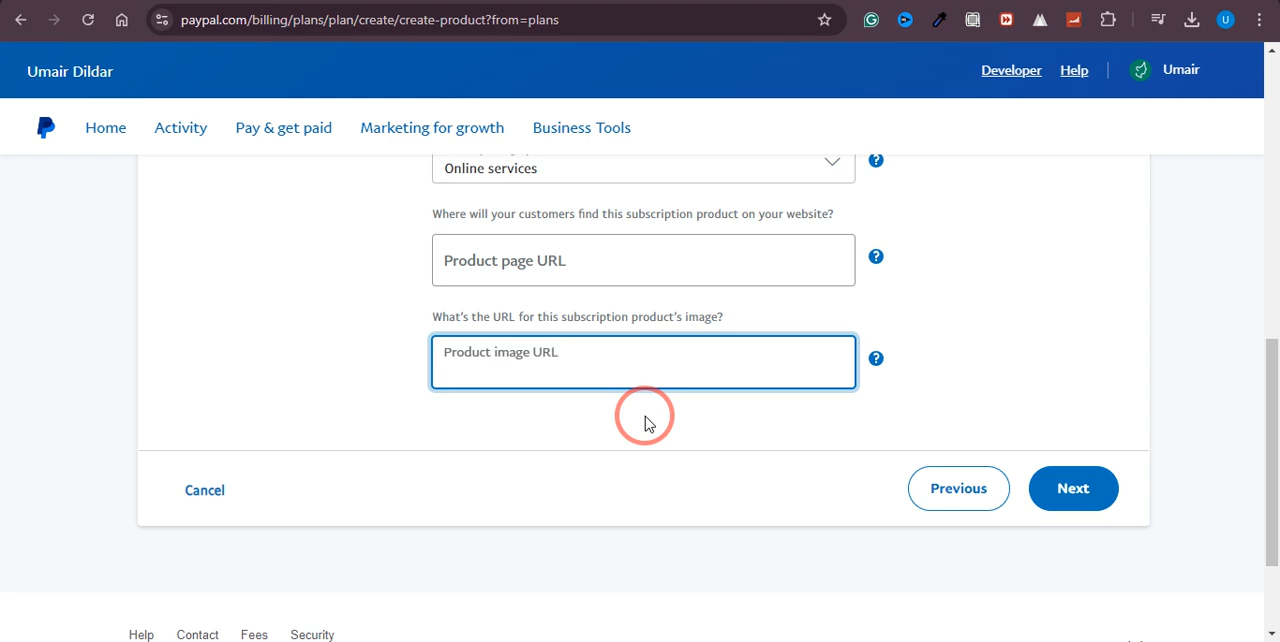 paypal.com/billing/plans/plan/create/create-product?from=plans
U
Umair Dildar
Developer
Help
Umair
Home
Activity
Pay & get paid
Marketing for growth
Business Tools
Online services
?
Where will your customers find this subscription product on your website?
Product page URL
?
What's the URL for this subscription product's image?
Product image URL
?
Cancel
Previous
Next
Help
Contact
Fees
Security